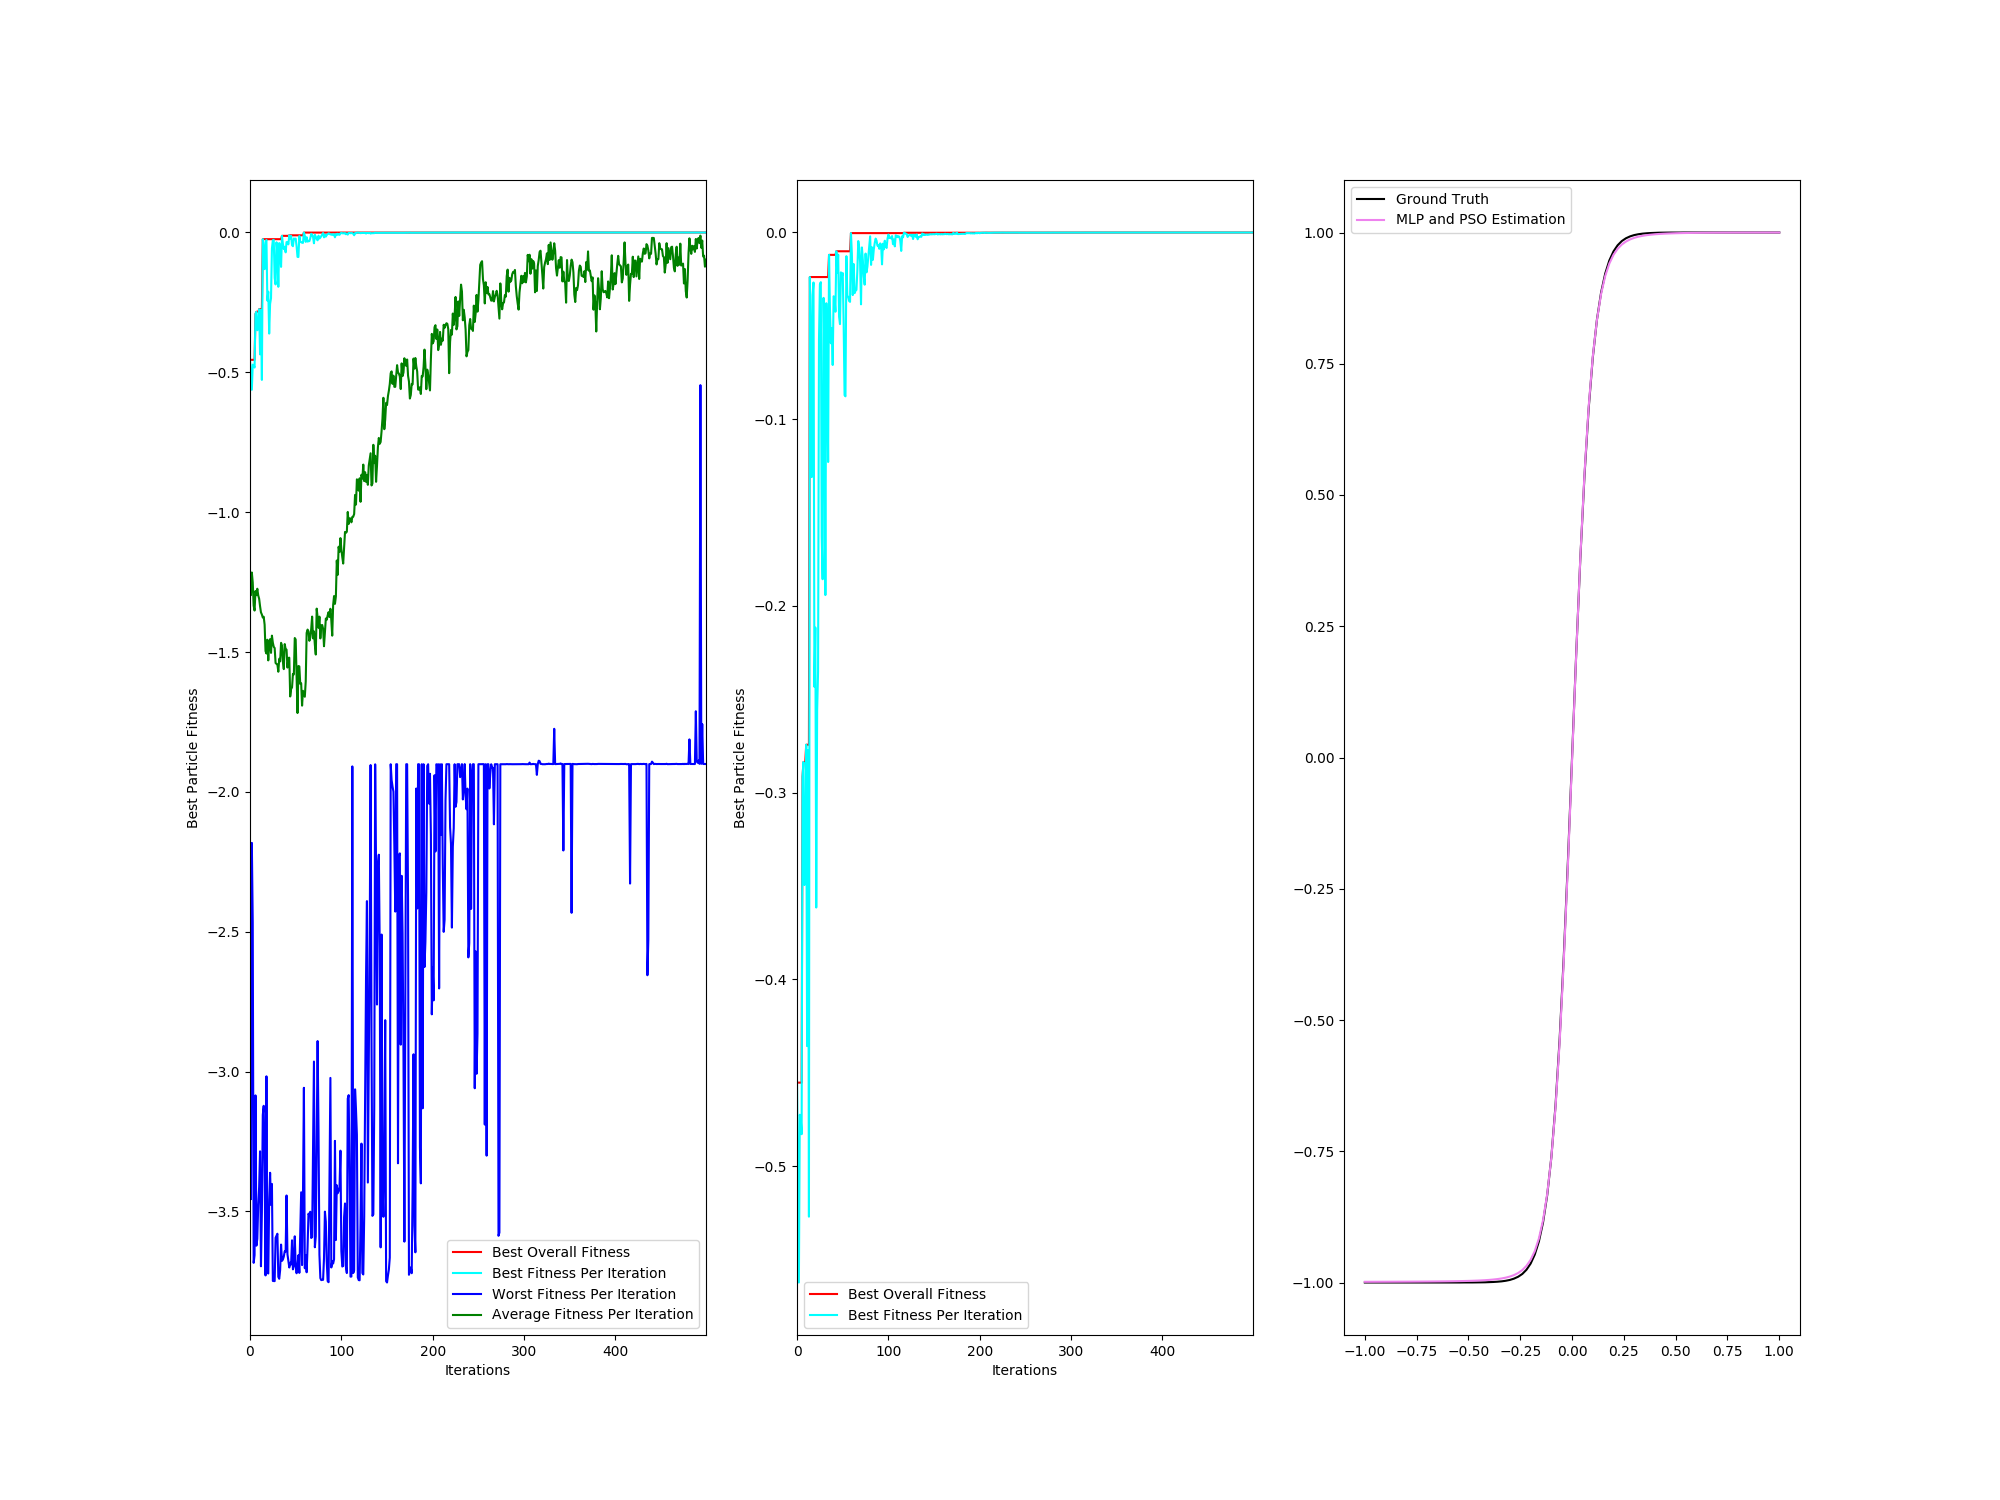 0.0
−0.5
−1.0
−1.5
−2.0
−2.5
−3.0
−3.5
Best Particle Fitness
0 100 200 300 400
Iterations
Best Overall Fitness
Best Fitness Per Iteration
Worst Fitness Per Iteration
Average Fitness Per Iteration
0.0
−0.1
−0.2
−0.3
−0.4
−0.5
Best Particle Fitness
0 100 200 300 400
Iterations
Best Overall Fitness
Best Fitness Per Iteration
Ground Truth
MLP and PSO Estimation
1.00
0.75
0.50
0.25
0.00
−0.25
−0.50
−0.75
−1.00
−1.00 −0.75 −0.50 −0.25 0.00 0.25 0.50 0.75 1.00